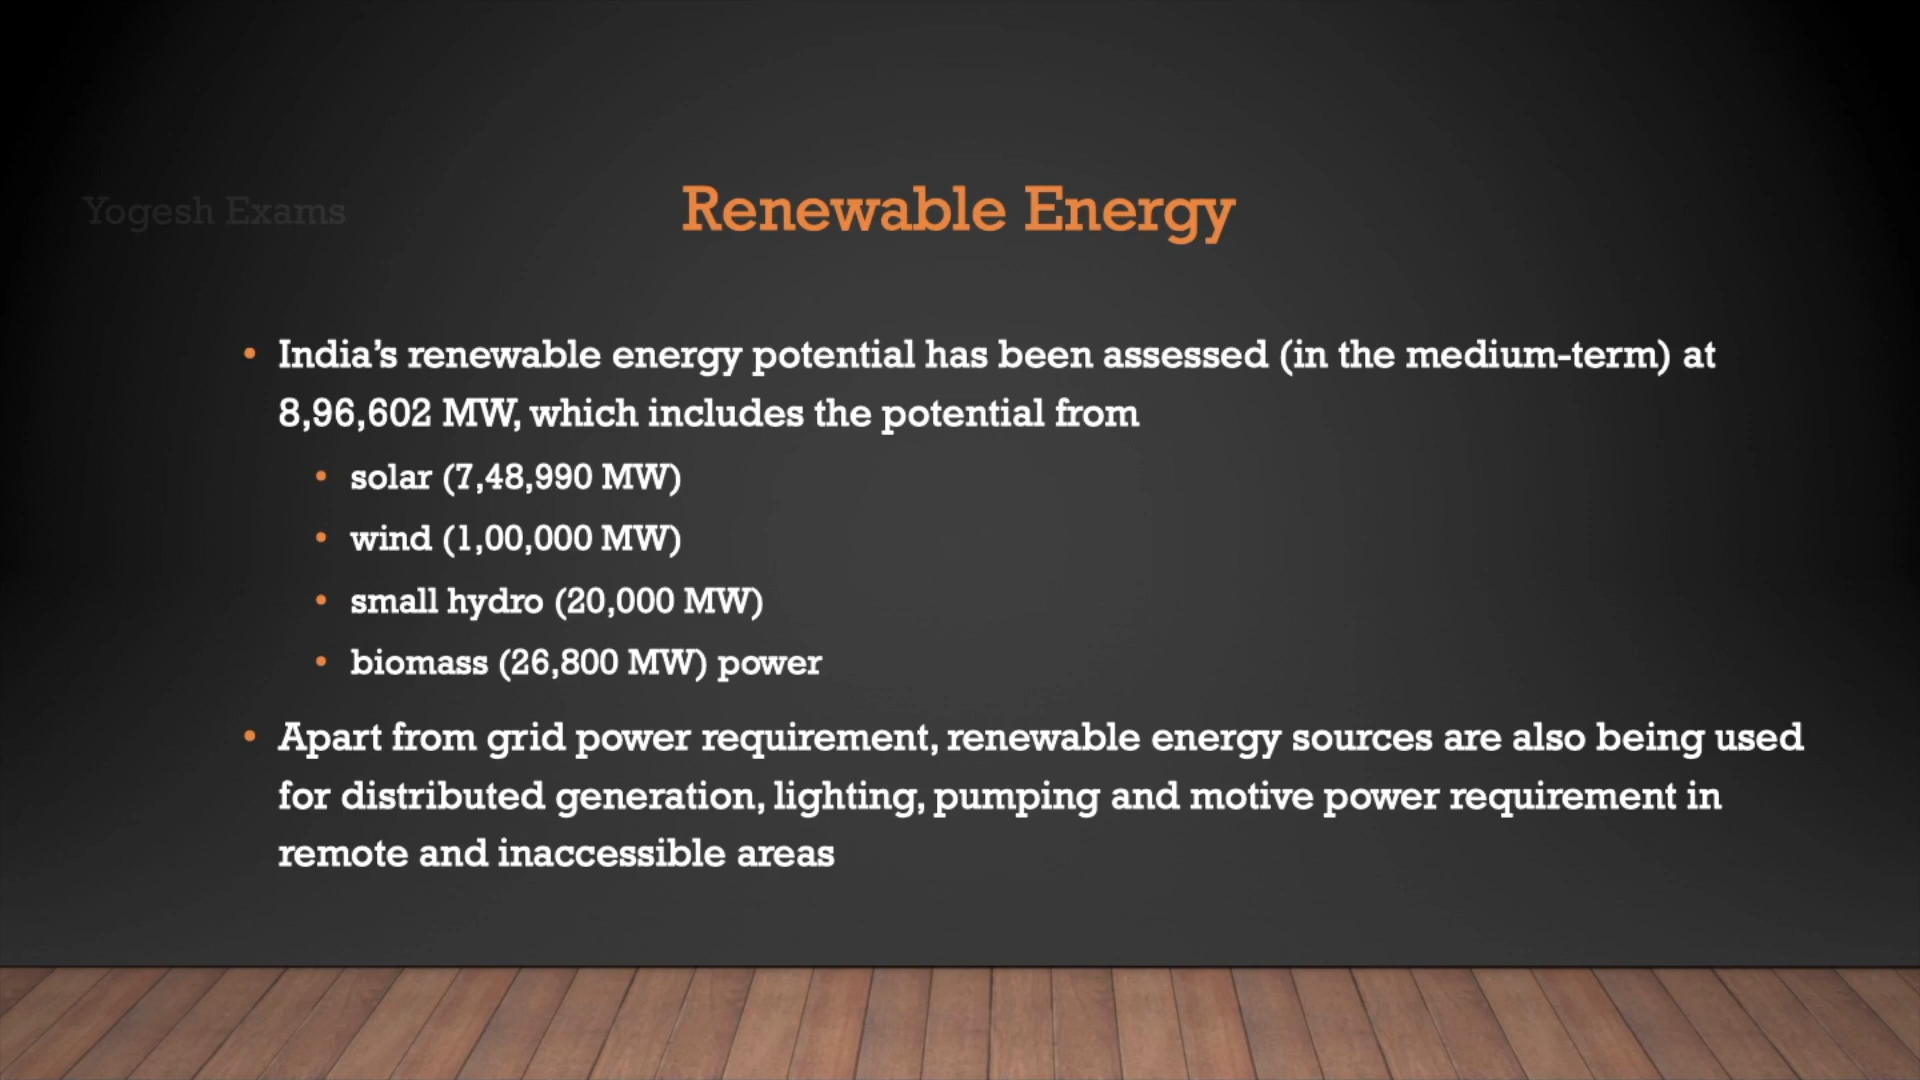 Yogesh Exams
Renewable Energy
• India’s renewable energy potential has been assessed (in the medium-term) at
8,96,602 MW, which includes the potential from
• solar (7,48,990 MW)
• wind (1,00,000 MW)
• small hydro (20,000 MW)
• biomass (26,800 MW) power
• Apart from grid power requirement, renewable energy sources are also being used
for distributed generation, lighting, pumping and motive power requirement in
remote and inaccessible areas